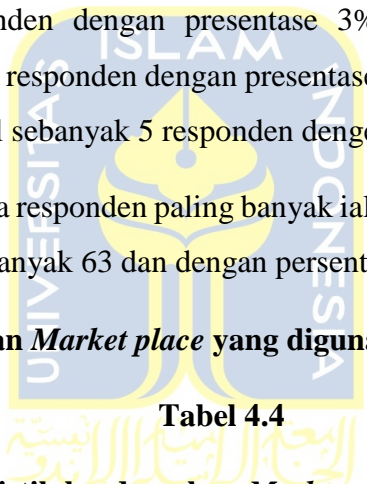 nden dengan presentase 3%
responden dengan presentase
l sebanyak 5 responden deng
a responden paling banyak ial
anyak 63 dan dengan persent
an Market place yang diguna
Tabel 4.4
ISLAM
UNIVERSITAS
INDONESIA